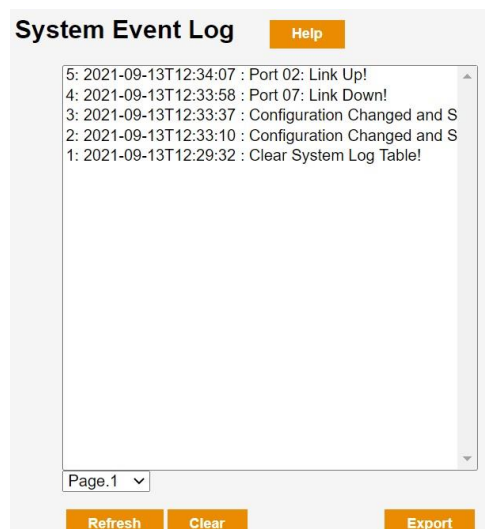 System Event Log
Help
5: 2021-09-13T12:34:07 : Port 02: Link Up!
4: 2021-09-13T12:33:58 : Port 07: Link Down!
3: 2021-09-13T12:33:37 : Configuration Changed and S
2: 2021-09-13T12:33:10 : Configuration Changed and S
1: 2021-09-13T12:29:32 : Clear System Log Table!
Page.1
Refresh Clear Export